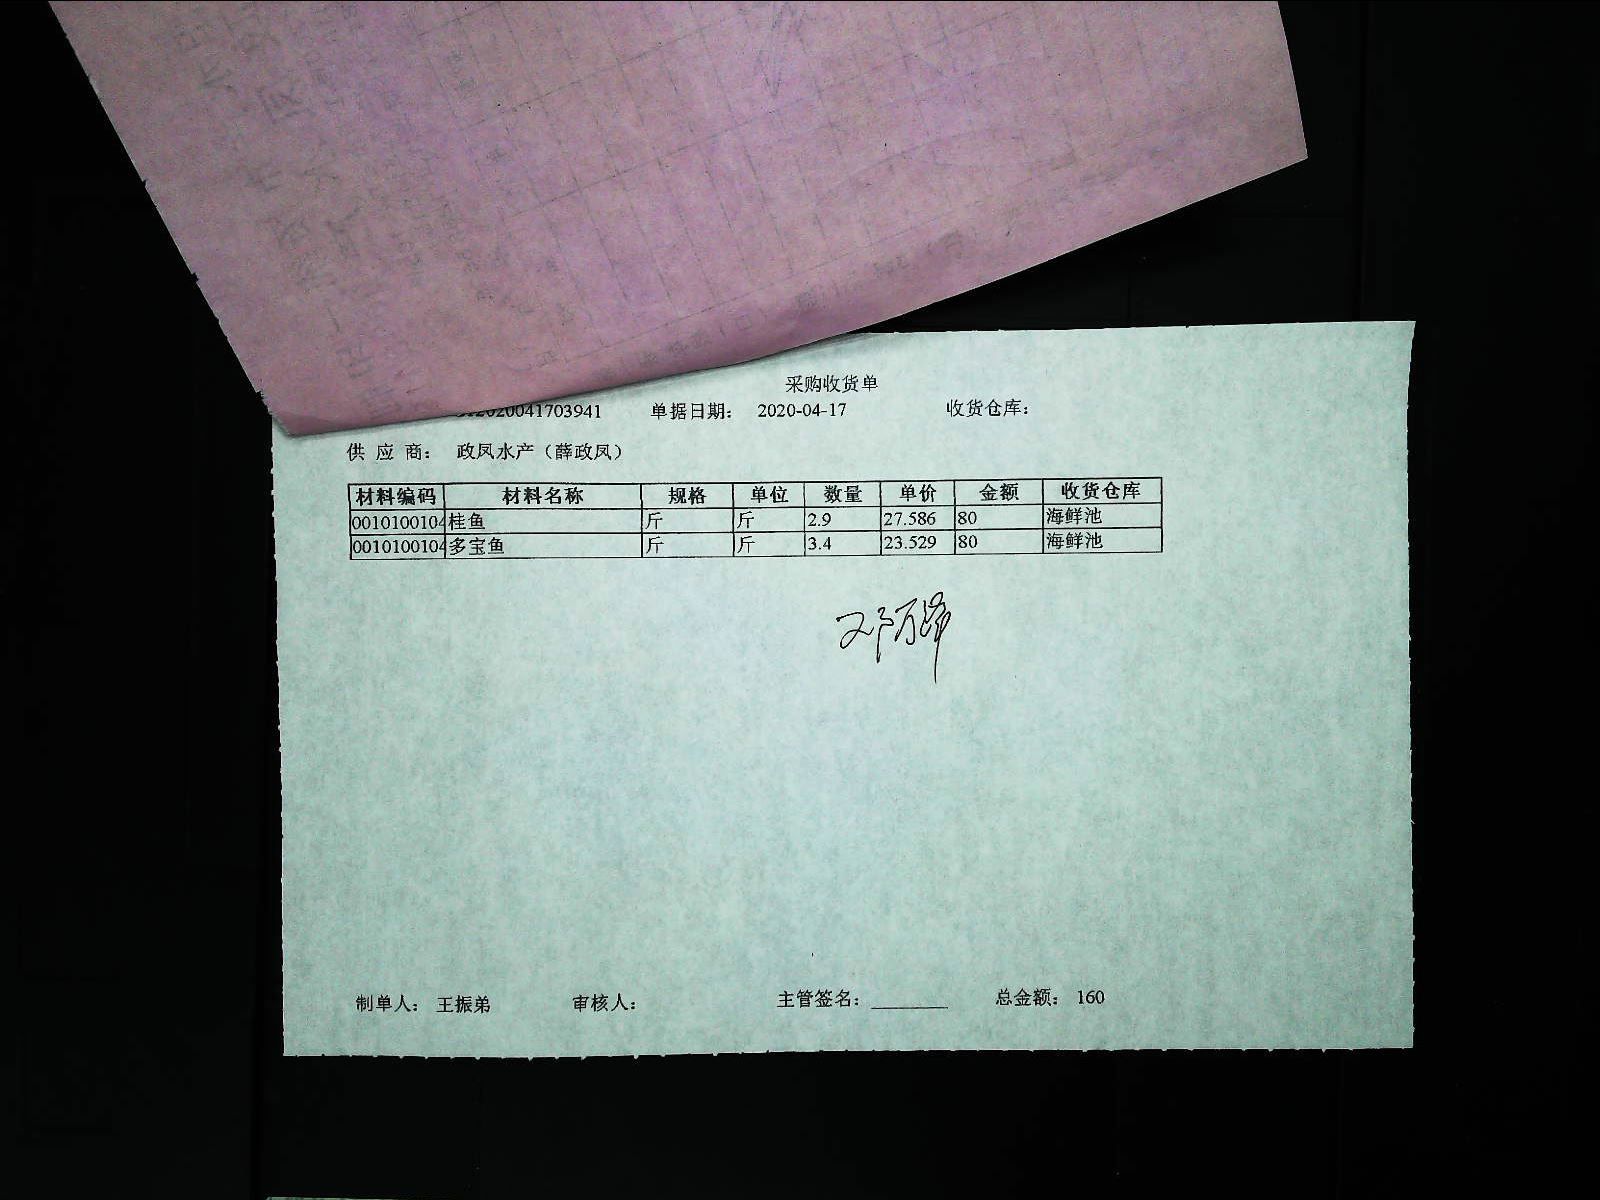 采购收货单
2020041703941 单据日期： 2020-04-17 收货仓库：
供 应 商： 政凤水产（薛政凤）
材料编码 材料名称 规格 单位 数量 单价 金额 收货仓库
0010100104 桂鱼 斤 斤 2.9 27.586 80 海鲜池
0010100104 多宝鱼 斤 斤 3.4 23.529 80 海鲜池
制单人： 王振弟 审核人： 主管签名：________ 总金额： 160